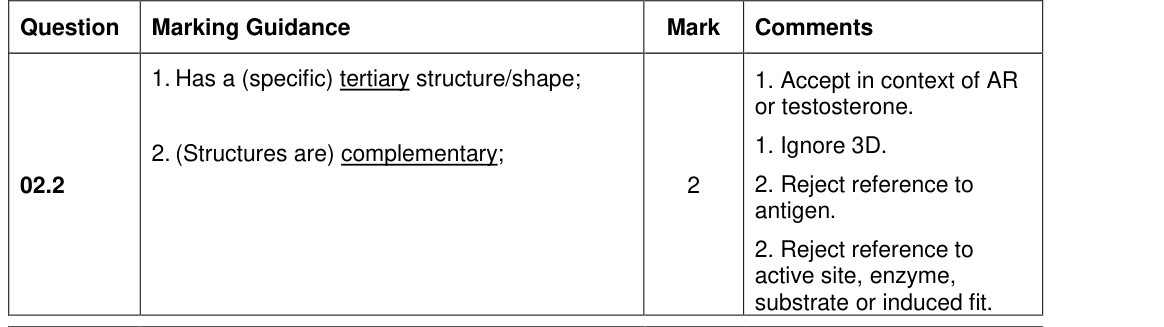 Question Marking Guidance Mark Comments
1. Has a (specific) tertiary structure/shape;
2. (Structures are) complementary;
02.2
2
1. Accept in context of AR
or testosterone.
1. Ignore 3D.
2. Reject reference to
antigen.
2. Reject reference to
active site, enzyme,
substrate or induced fit.